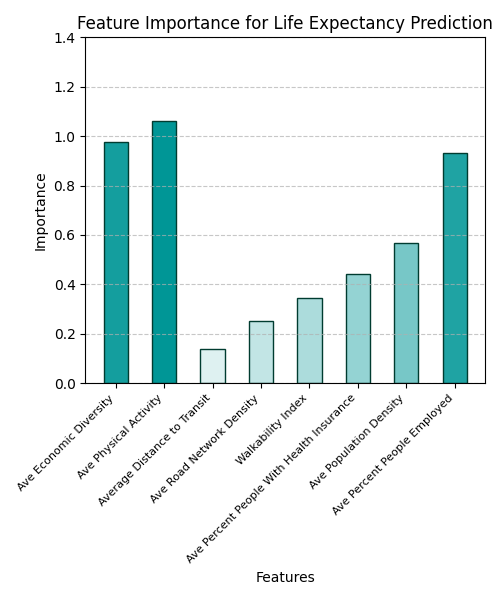 Feature Importance for Life Expectancy Prediction
1.4
1.2
1.0
0.8
0.6
0.4
0.2
0.0
Importance
Ave Economic Diversity
Ave Physical Activity
Average Distance to Transit
Ave Road Network Density
Walkability Index
Ave Percent People With Health Insurance
Ave Population Density
Ave Percent People Employed
Features